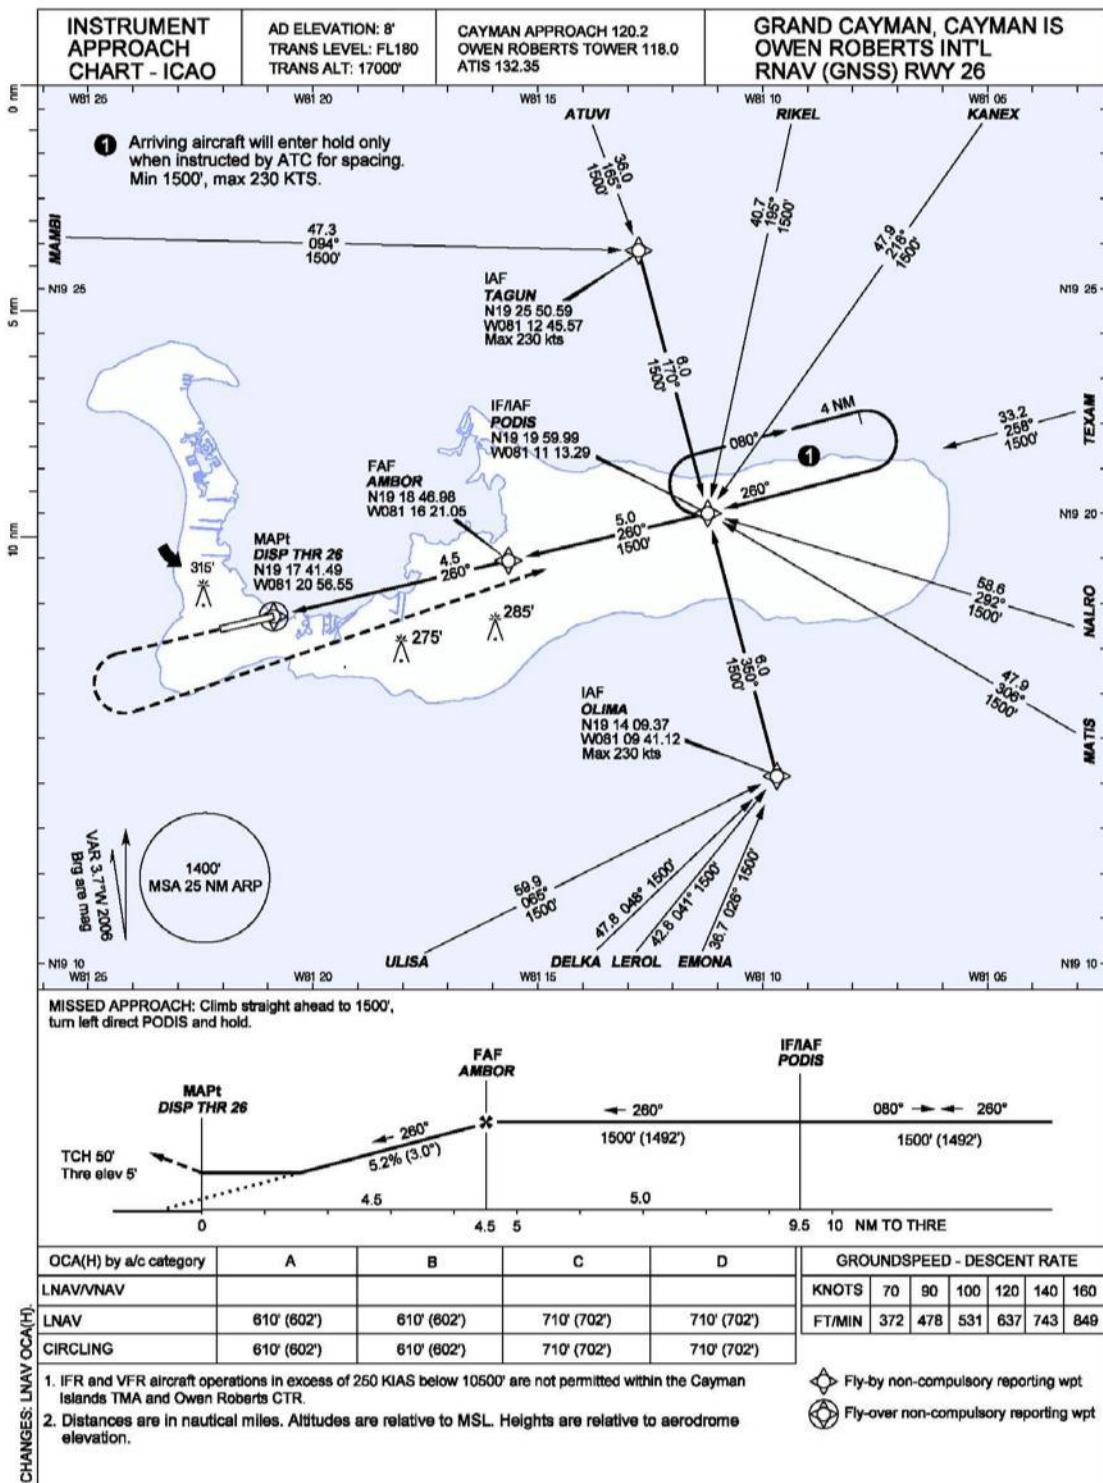 INSTRUMENT
APPROACH
CHART - ICAO
AD ELEVATION: 8'
TRANS LEVEL: FL180
TRANS ALT: 17000'
CAYMAN APPROACH 120.2
OWEN ROBERTS TOWER 118.0
ATIS 132.35
GRAND CAYMAN, CAYMAN IS
OWEN ROBERTS INT'L
RNAV (GNSS) RWY 26
0 nm
5 nm
10 nm
W81 25
W81 20
W81 15
W81 10
W81 05
ATUVI
RIKEL
KANEX
1 Arriving aircraft will enter hold only
when instructed by ATC for spacing.
Min 1500', max 230 KTS.
36.0
165°
1500'
40.7
195°
1500'
47.9
218°
1500'
MAMBI
47.3
094°
1500'
N19 25
N19 25
IAF
TAGUN
N19 25 50.59
W081 12 45.57
Max 230 kts
6.0
170°
1500'
TEXAM
33.2
258°
1500'
4 NM
080°
1
260°
IF/IAF
PODIS
N19 19 59.99
W081 11 13.29
FAF
AMBOR
N19 18 46.98
W081 16 21.05
N19 20
5.0
260°
1500'
MAPt
DISP THR 26
N19 17 41.49
W081 20 56.55
4.5
260°
315'
285'
275'
58.6
292°
1500'
NALRO
47.9
306°
1500'
MATIS
6.0
350°
1500'
IAF
OLIMA
N19 14 09.37
W081 09 41.12
Max 230 kts
VAR 3.7°W 2006
Brg are mag
1400'
MSA 25 NM ARP
59.9
065°
1500'
47.8 048° 1500'
42.8 041° 1500'
36.7 026° 1500'
N19 10
ULISA
DELKA
LEROL
EMONA
N19 10
W81 25
W81 20
W81 15
W81 10
W81 05
MISSED APPROACH: Climb straight ahead to 1500',
turn left direct PODIS and hold.
MAPt
DISP THR 26
FAF
AMBOR
IF/IAF
PODIS
260°
5.2% (3.0°)
260°
1500' (1492')
080°
260°
1500' (1492')
TCH 50'
Thre elev 5'
4.5
5.0
0
4.5
5
9.5
10
NM TO THRE
OCA(H) by a/c category A B C D
LNAV/VNAV
LNAV 610' (602') 610' (602') 710' (702') 710' (702')
CIRCLING 610' (602') 610' (602') 710' (702') 710' (702')
GROUNDSPEED - DESCENT RATE
KNOTS 70 90 100 120 140 160
FT/MIN 372 478 531 637 743 849
1. IFR and VFR aircraft operations in excess of 250 KIAS below 10500' are not permitted within the Cayman
Islands TMA and Owen Roberts CTR.
2. Distances are in nautical miles. Altitudes are relative to MSL. Heights are relative to aerodrome
elevation.
Fly-by non-compulsory reporting wpt
Fly-over non-compulsory reporting wpt
CHANGES: LNAV OCA(H).